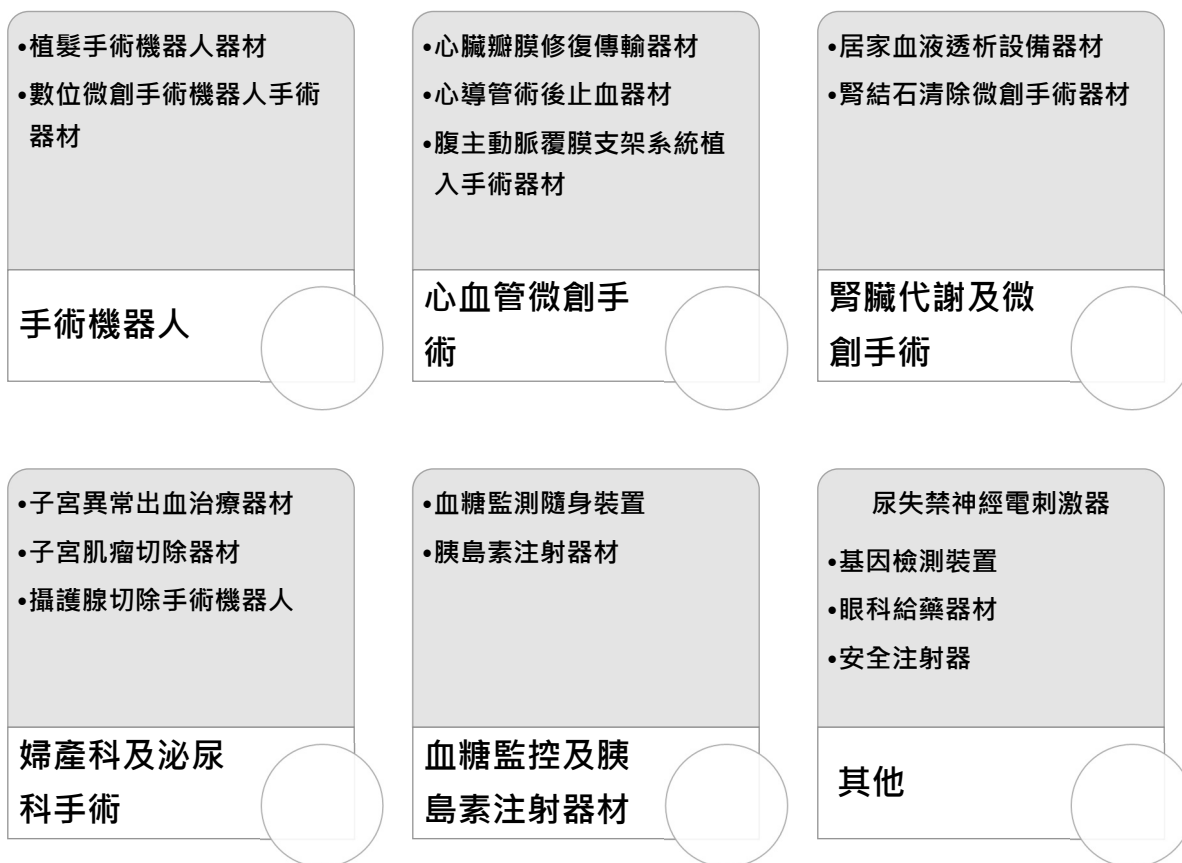 •植髮手術機器人器材
•數位微創手術機器人手術
器材
手術機器人
•心臟瓣膜修復傳輸器材
•心導管術後止血器材
•腹主動脈覆膜支架系統植
入手術器材
心血管微創手
術
•居家血液透析設備器材
•腎結石清除微創手術器材
腎臟代謝及微
創手術
•子宮異常出血治療器材
•子宮肌瘤切除器材
•攝護腺切除手術機器人
婦產科及泌尿
科手術
•血糖監測隨身裝置
•胰島素注射器材
血糖監控及胰
島素注射器材
尿失禁神經電刺激器
•基因檢測裝置
•眼科給藥器材
•安全注射器
其他